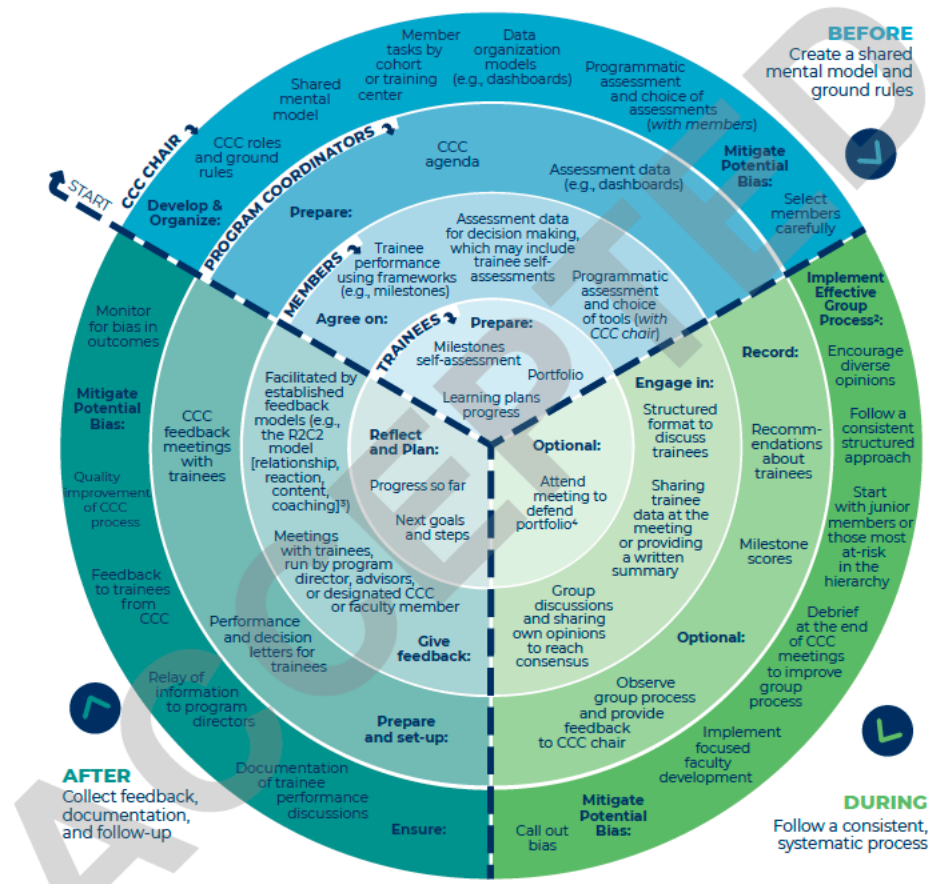 BEFORE
Create a shared
mental model and
ground rules
START
CCC CHAIR
Develop &
Organize:
CCC roles
and ground
rules
Shared
mental
model
Member
tasks by
cohort
or training
center
Data
organization
models
(e.g., dashboards)
Programmatic
assessment
and choice of
assessments
(with members)
Mitigate
Potential
Bias:
Select
members
carefully
PROGRAM COORDINATORS
Prepare:
CCC
agenda
Assessment data
(e.g., dashboards)
MEMBERS
Agree on:
Trainee
performance
using frameworks
(e.g., milestones)
Assessment data
for decision making,
which may include
trainee self-
assessments
Programmatic
assessment
and choice
of tools (with
CCC chair)
TRAINEES
Prepare:
Milestones
self-assessment
Portfolio
Learning plans
progress
Implement
Effective
Group
Process²:
Encourage
diverse
opinions
Follow a
consistent
structured
approach
Start
with junior
members or
those most
at-risk
in the
hierarchy
Debrief
at the end
of CCC
meetings
to improve
group
process
Implement
focused
faculty
development
Mitigate
Potential
Bias:
Call out
bias
Record:
Recomm-
endations
about
trainees
Milestone
scores
Optional:
Observe
group process
and provide
feedback
to CCC chair
Engage in:
Structured
format to
discuss
trainees
Sharing
trainee
data at the
meeting
or providing
a written
summary
Group
discussions
and sharing
own opinions
to reach
consensus
Optional:
Attend
meeting to
defend
portfolio⁴
DURING
Follow a consistent,
systematic process
Ensure:
Documentation
of trainee
performance
discussions
Relay of
information
to program
directors
Feedback
to trainees
from
CCC
Quality
improvement
of CCC
process
Mitigate
Potential
Bias:
Monitor
for bias in
outcomes
Prepare
and set-up:
Performance
and decision
letters for
trainees
CCC
feedback
meetings
with
trainees
Give
feedback:
Meetings
with trainees,
run by program
director, advisors,
or designated CCC
or faculty member
Facilitated by
established
feedback
models (e.g.,
the R2C2
model
[relationship,
reaction,
content,
coaching]¹³)
Reflect
and Plan:
Progress so far
Next goals
and steps
AFTER
Collect feedback,
documentation,
and follow-up
ACCEPTED